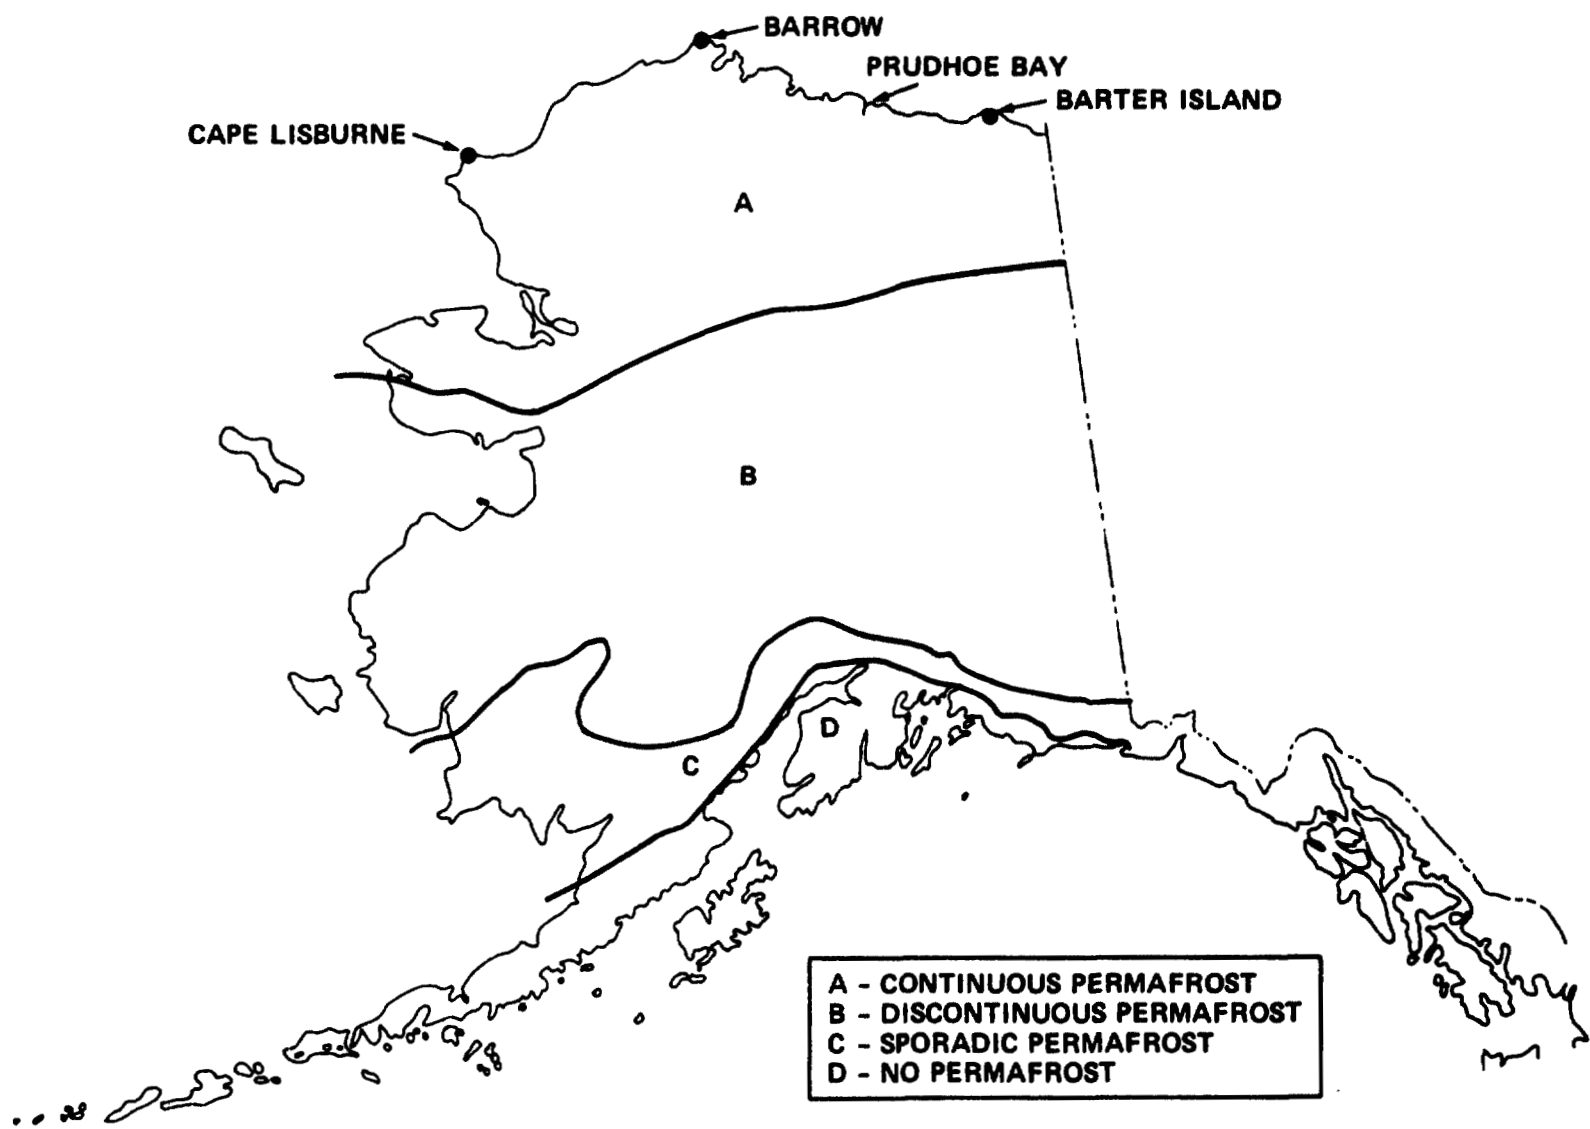 BARROW
PRUDHOE BAY
BARTER ISLAND
CAPE LISBURNE
A
B
D
C
A - CONTINUOUS PERMAFROST
B - DISCONTINUOUS PERMAFROST
C - SPORADIC PERMAFROST
D - NO PERMAFROST